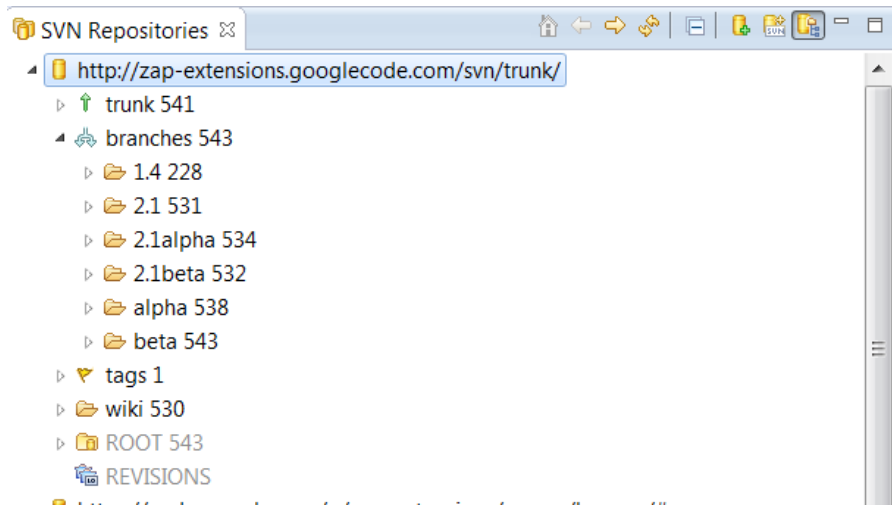 SVN Repositories
http://zap-extensions.googlecode.com/svn/trunk/
trunk 541
branches 543
1.4 228
2.1 531
2.1alpha 534
2.1beta 532
alpha 538
beta 543
tags 1
wiki 530
ROOT 543
REVISIONS